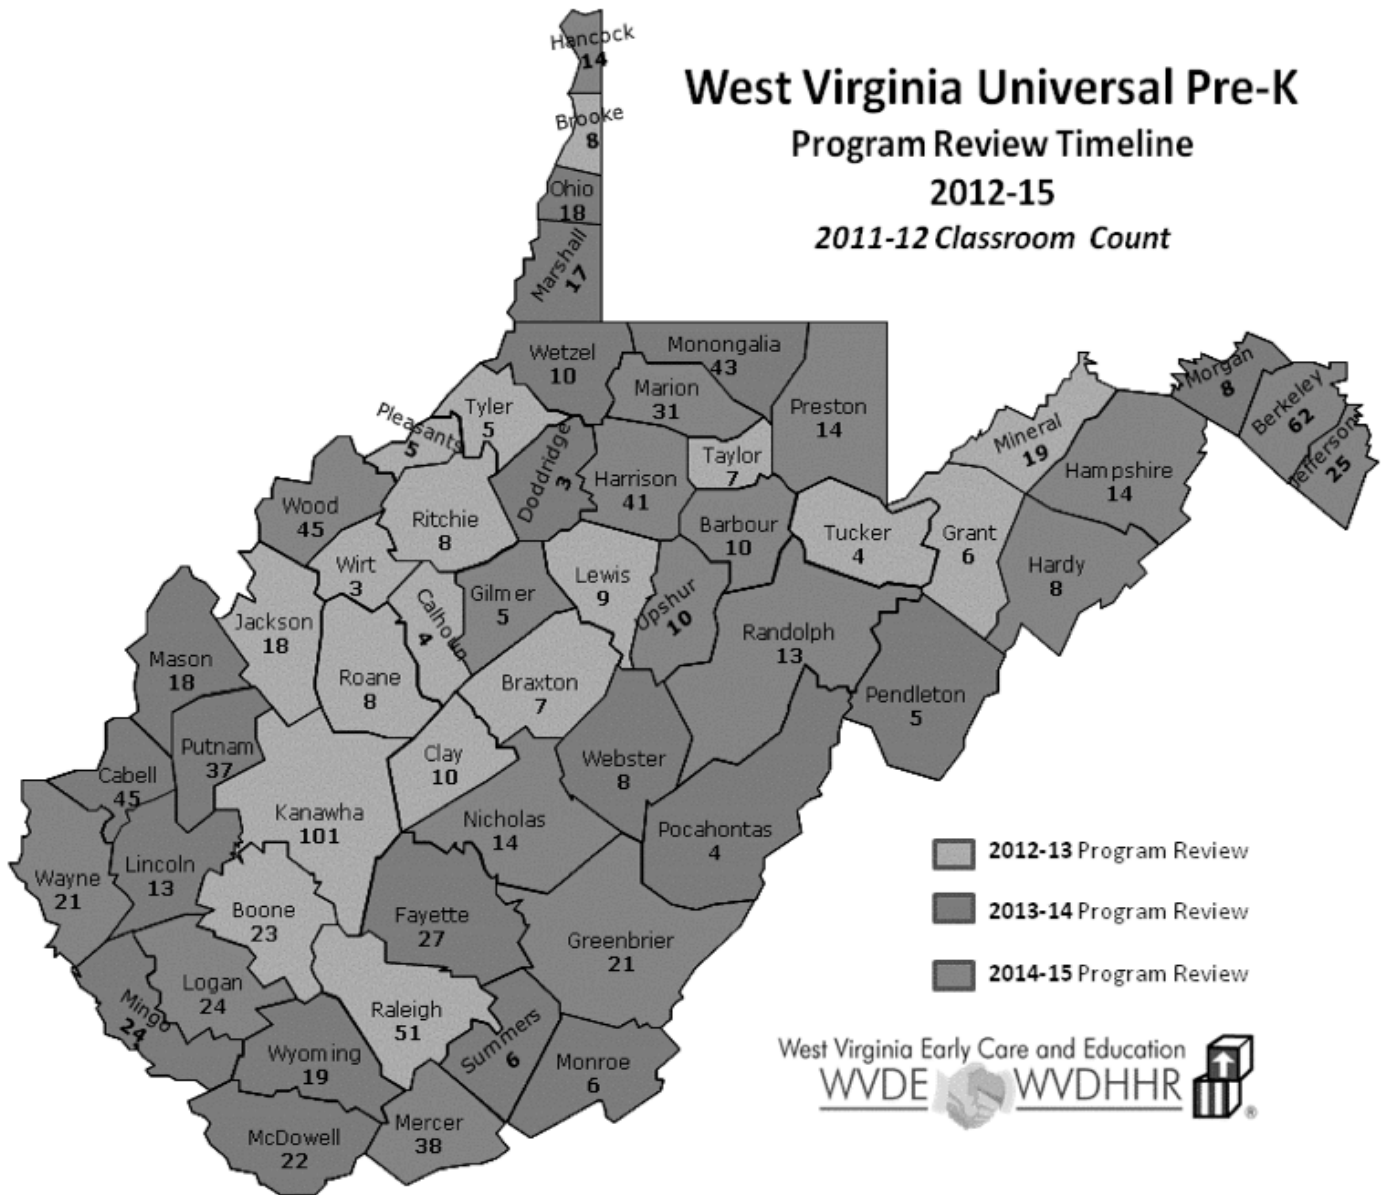 West Virginia Universal Pre-K
Program Review Timeline
2012-15
2011-12 Classroom Count
Hancock
14
Brooke
8
Ohio
18
Marshall
17
Wetzel
10
Monongalia
43
Marion
31
Preston
14
Tyler
5
Pleasants
5
Doddridge
3
Harrison
41
Taylor
7
Mineral
19
Hampshire
14
Morgan
8
Berkeley
62
Jefferson
25
Wood
45
Ritchie
8
Barbour
10
Tucker
4
Grant
6
Hardy
8
Wirt
3
Calhoun
4
Gilmer
5
Lewis
9
Upshur
10
Randolph
13
Pendleton
5
Jackson
18
Mason
18
Roane
8
Braxton
7
Putnam
37
Cabell
45
Clay
10
Webster
8
Kanawha
101
Nicholas
14
Pocahontas
4
Wayne
21
Lincoln
13
Boone
23
Fayette
27
Greenbrier
21
Logan
24
Mingo
24
Raleigh
51
Summers
6
Monroe
6
Wyoming
19
McDowell
22
Mercer
38
2012-13 Program Review
2013-14 Program Review
2014-15 Program Review
West Virginia Early Care and Education
WVDE WVDHHR
®